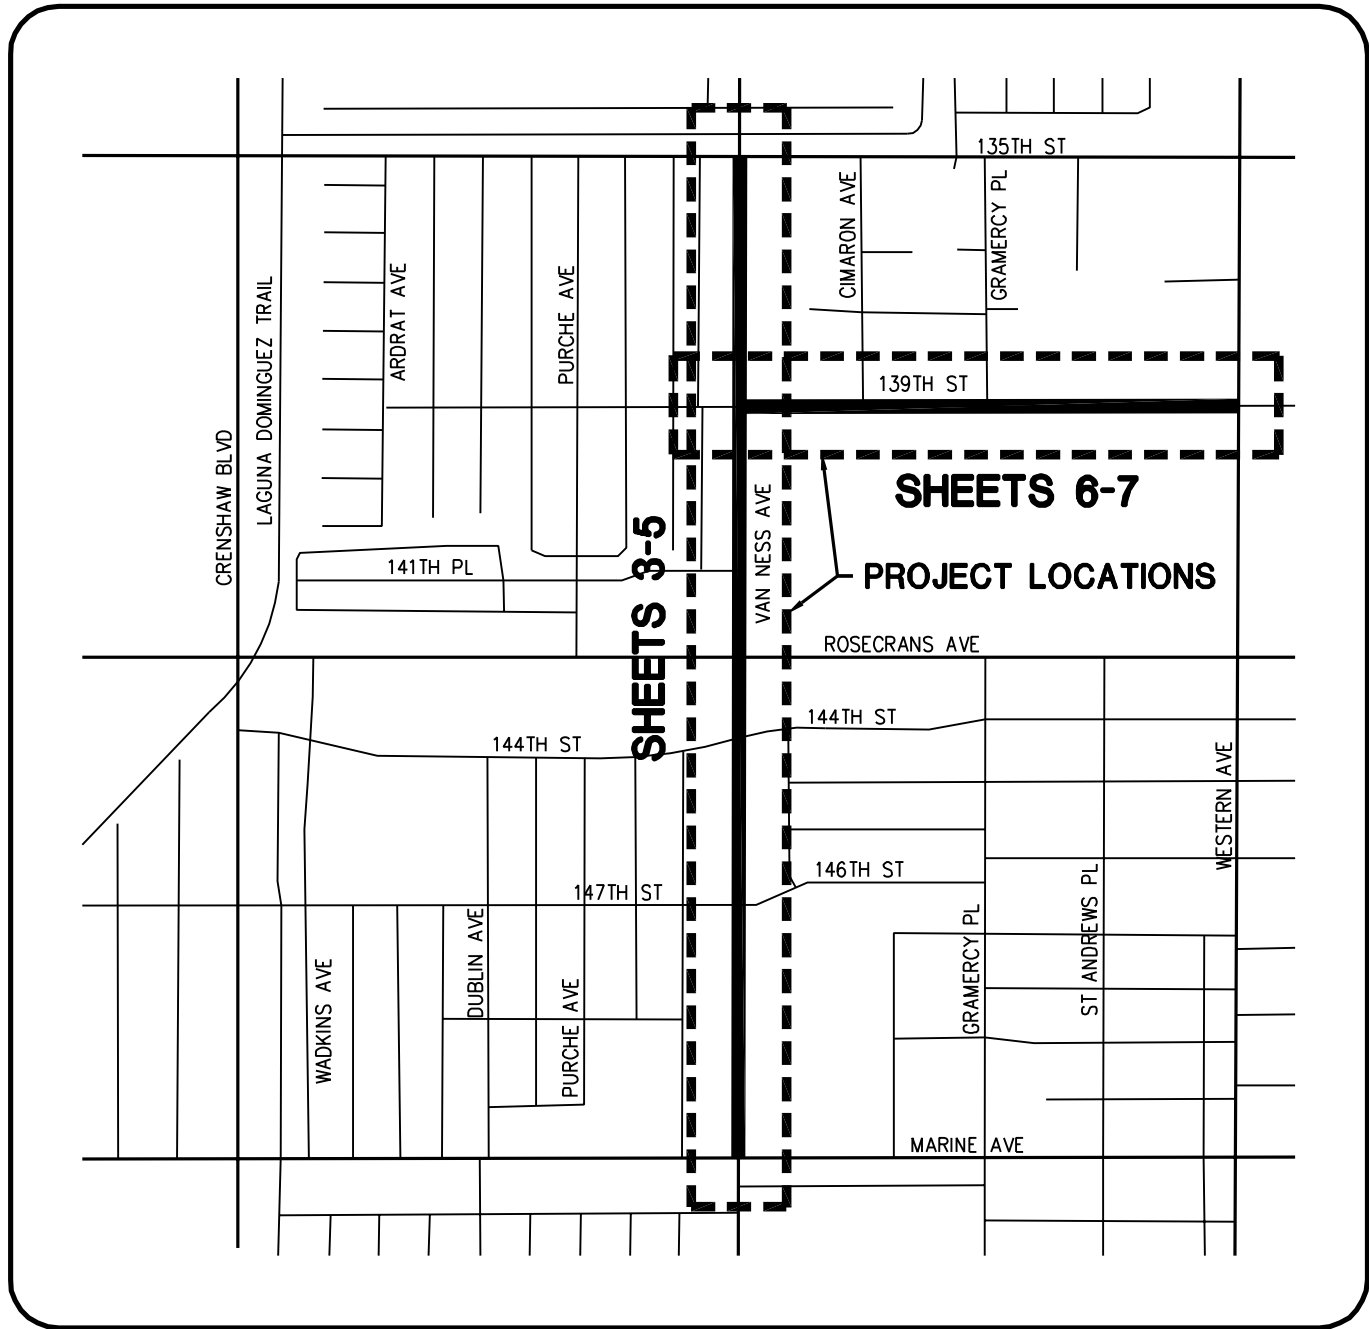 135TH ST
CIMARON AVE
GRAMERCY PL
LAGUNA DOMINGUEZ TRAIL
ARDRAT AVE
PURCHE AVE
139TH ST
CRENSHAW BLVD
SHEETS 6-7
VAN NESS AVE
SHEETS 3-5
141TH PL
PROJECT LOCATIONS
ROSECRANS AVE
144TH ST
144TH ST
WESTERN AVE
146TH ST
147TH ST
ST ANDREWS PL
GRAMERCY PL
DUBLIN AVE
WADKINS AVE
PURCHE AVE
MARINE AVE